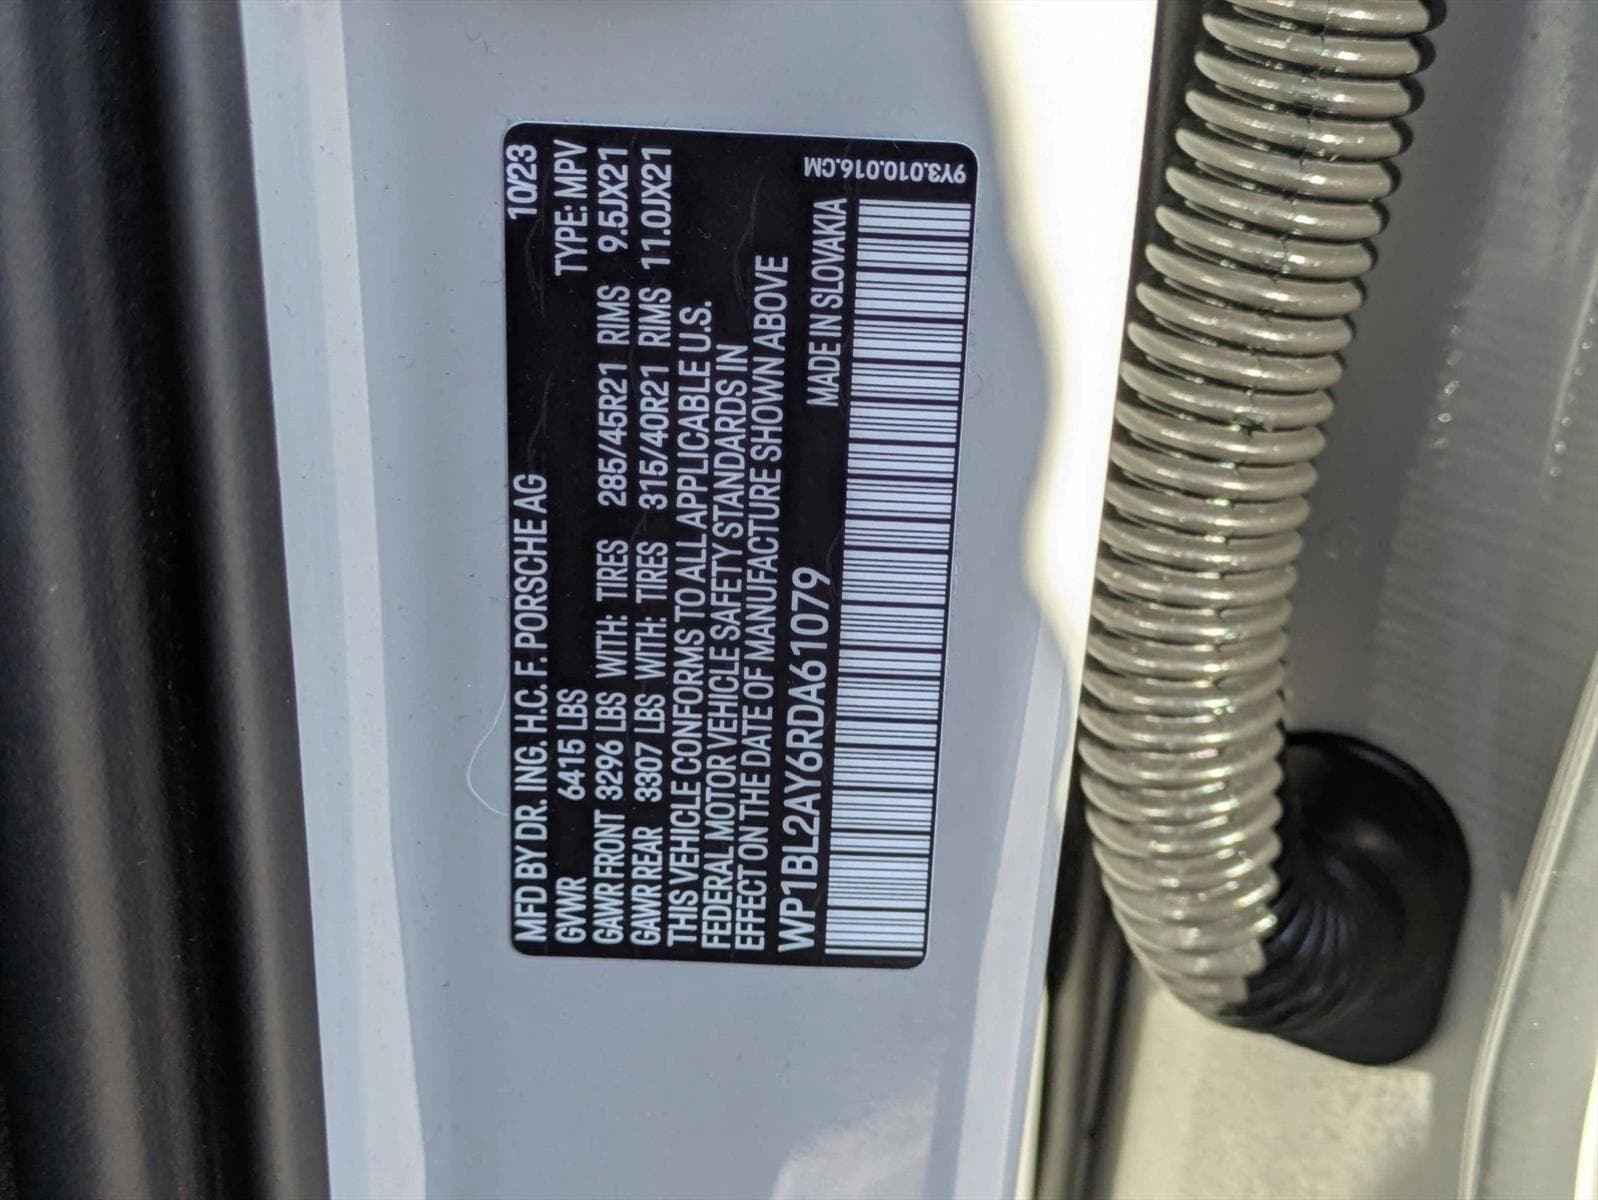 MFD BY DR. ING. H.C. F. PORSCHE AG 10/23
GVWR 6415 LBS TYPE: MPV
GAWR FRONT 3296 LBS WITH: TIRES 285/45R21 RIMS 9.5JX21
GAWR REAR 3307 LBS WITH: TIRES 315/40R21 RIMS 11.0JX21
THIS VEHICLE CONFORMS TO ALL APPLICABLE U.S.
FEDERAL MOTOR VEHICLE SAFETY STANDARDS IN
EFFECT ON THE DATE OF MANUFACTURE SHOWN ABOVE
WP1BL2AY6RDA61079 MADE IN SLOVAKIA
9Y3.010.016.CM